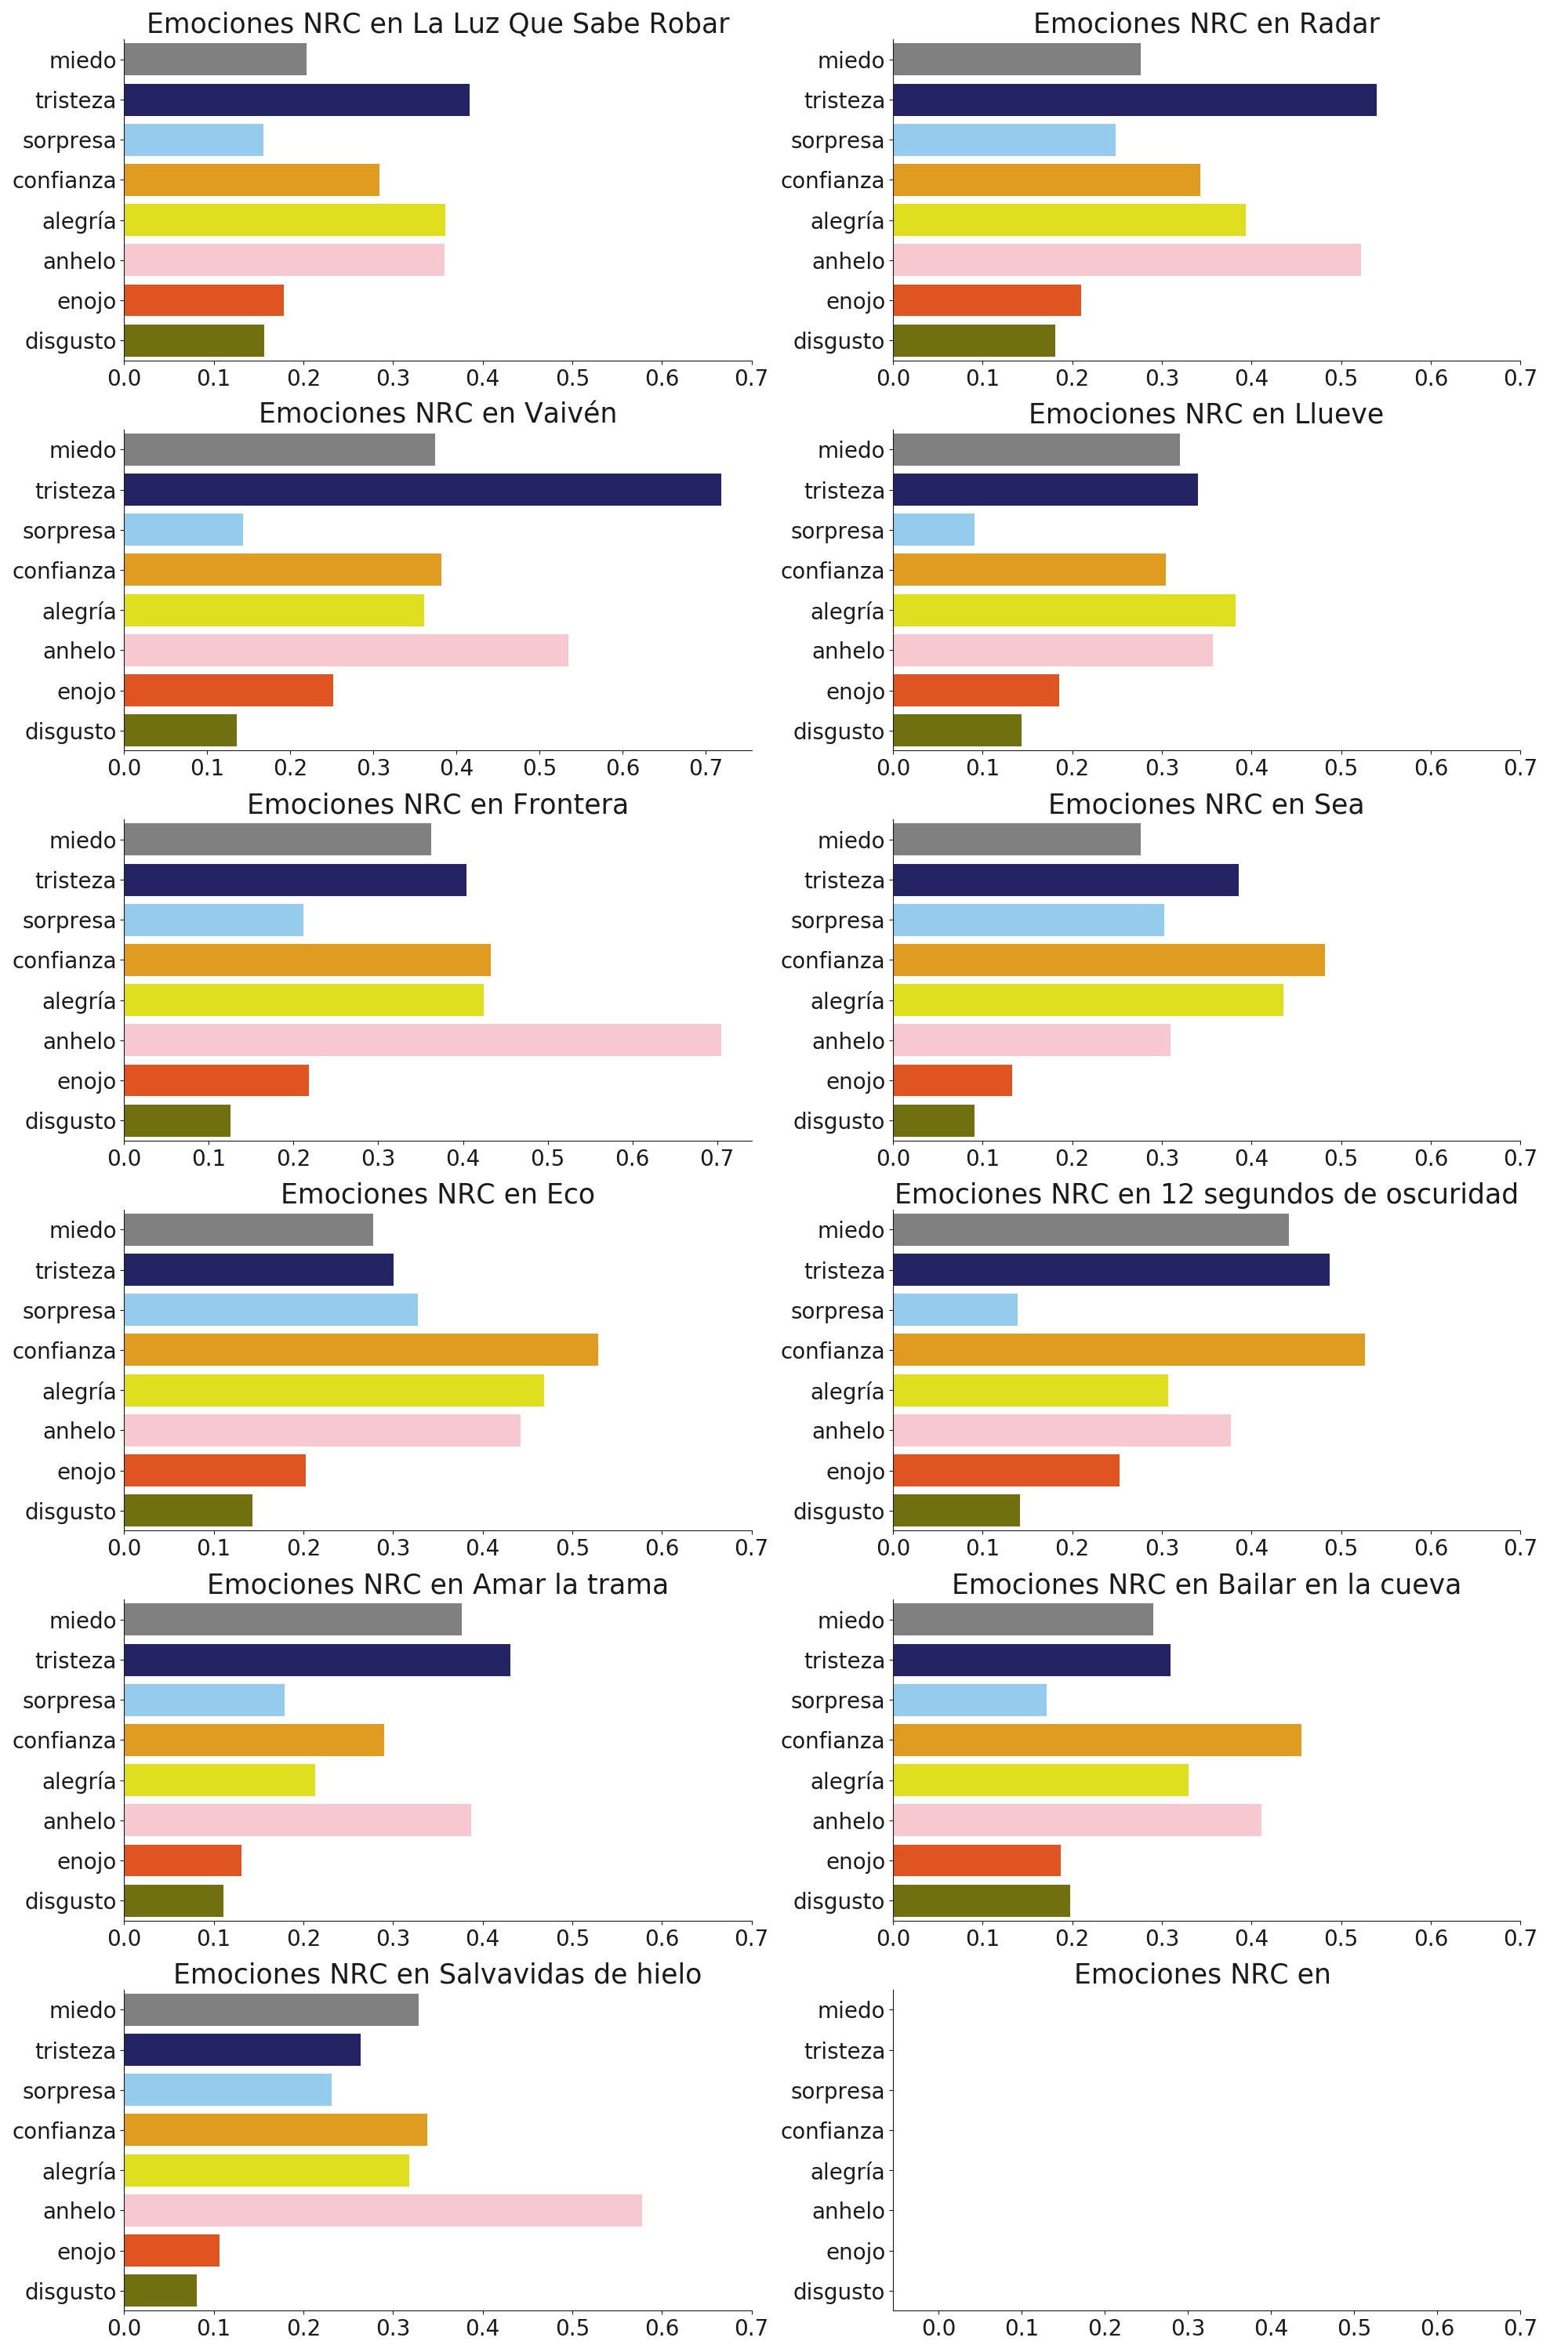 Emociones NRC en La Luz Que Sabe Robar
miedo
tristeza
sorpresa
confianza
alegría
anhelo
enojo
disgusto
0.0 0.1 0.2 0.3 0.4 0.5 0.6 0.7
Emociones NRC en Radar
miedo
tristeza
sorpresa
confianza
alegría
anhelo
enojo
disgusto
0.0 0.1 0.2 0.3 0.4 0.5 0.6 0.7
Emociones NRC en Vaivén
miedo
tristeza
sorpresa
confianza
alegría
anhelo
enojo
disgusto
0.0 0.1 0.2 0.3 0.4 0.5 0.6 0.7
Emociones NRC en Llueve
miedo
tristeza
sorpresa
confianza
alegría
anhelo
enojo
disgusto
0.0 0.1 0.2 0.3 0.4 0.5 0.6 0.7
Emociones NRC en Frontera
miedo
tristeza
sorpresa
confianza
alegría
anhelo
enojo
disgusto
0.0 0.1 0.2 0.3 0.4 0.5 0.6 0.7
Emociones NRC en Sea
miedo
tristeza
sorpresa
confianza
alegría
anhelo
enojo
disgusto
0.0 0.1 0.2 0.3 0.4 0.5 0.6 0.7
Emociones NRC en Eco
miedo
tristeza
sorpresa
confianza
alegría
anhelo
enojo
disgusto
0.0 0.1 0.2 0.3 0.4 0.5 0.6 0.7
Emociones NRC en 12 segundos de oscuridad
miedo
tristeza
sorpresa
confianza
alegría
anhelo
enojo
disgusto
0.0 0.1 0.2 0.3 0.4 0.5 0.6 0.7
Emociones NRC en Amar la trama
miedo
tristeza
sorpresa
confianza
alegría
anhelo
enojo
disgusto
0.0 0.1 0.2 0.3 0.4 0.5 0.6 0.7
Emociones NRC en Bailar en la cueva
miedo
tristeza
sorpresa
confianza
alegría
anhelo
enojo
disgusto
0.0 0.1 0.2 0.3 0.4 0.5 0.6 0.7
Emociones NRC en Salvavidas de hielo
miedo
tristeza
sorpresa
confianza
alegría
anhelo
enojo
disgusto
0.0 0.1 0.2 0.3 0.4 0.5 0.6 0.7
Emociones NRC en
miedo
tristeza
sorpresa
confianza
alegría
anhelo
enojo
disgusto
0.0 0.1 0.2 0.3 0.4 0.5 0.6 0.7